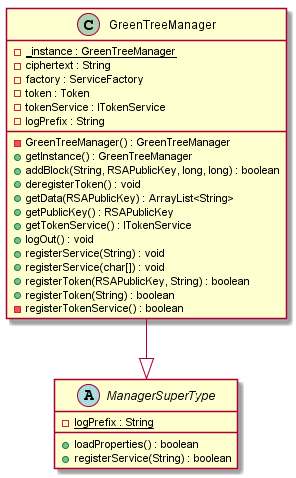 C GreenTreeManager
_instance : GreenTreeManager
ciphertext : String
factory : ServiceFactory
token : Token
tokenService : ITokenService
logPrefix : String
GreenTreeManager() : GreenTreeManager
getInstance() : GreenTreeManager
addBlock(String, RSAPublicKey, long, long) : boolean
deregisterToken() : void
getData(RSAPublicKey) : ArrayList<String>
getPublicKey() : RSAPublicKey
getTokenService() : ITokenService
logOut() : void
registerService(String) : void
registerService(char[]) : void
registerToken(RSAPublicKey, String) : boolean
registerToken(String) : boolean
registerTokenService() : boolean
A ManagerSuperType
logPrefix : String
loadProperties() : boolean
registerService(String) : boolean